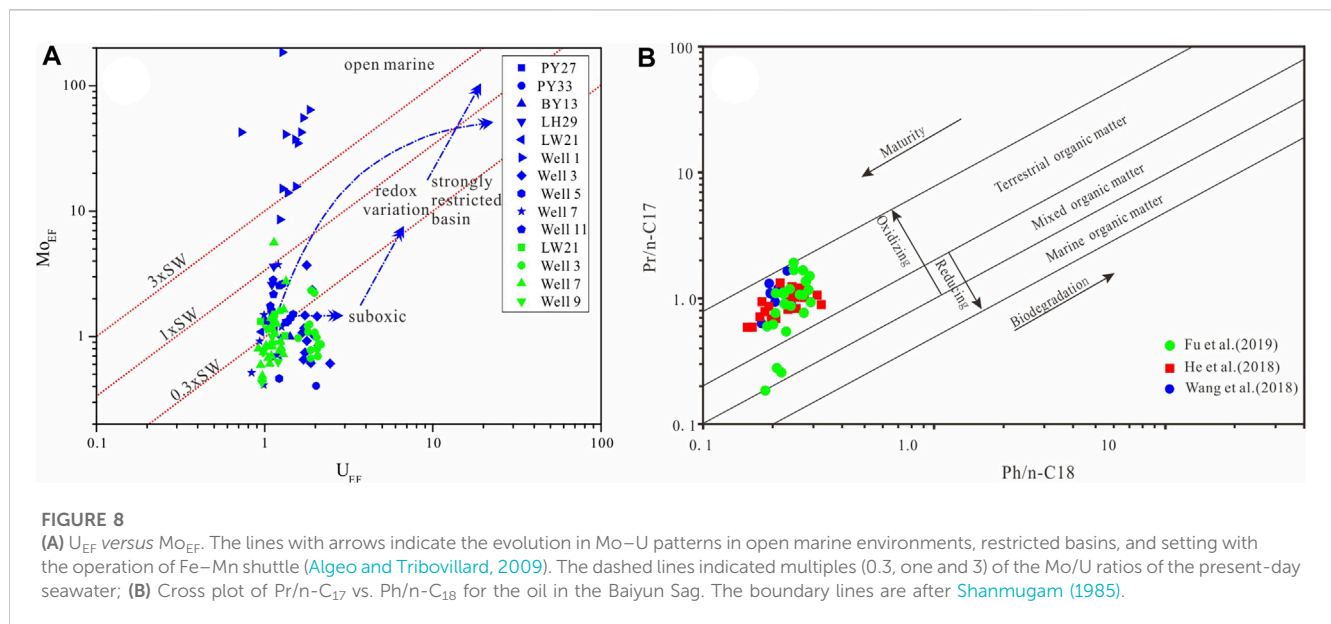 A
100
10
1
0.1
1
10
100
Mo_EF
U_EF
open marine
redox
variation
strongly
restricted
basin
suboxic
3xSW
1xSW
0.3xSW
PY27
PY33
BY13
LH29
LW21
Well 1
Well 3
Well 5
Well 7
Well 11
LW21
Well 3
Well 7
Well 9
B
100
10
1.0
0.1
0.1
1.0
10
Pr/n-C17
Ph/n-C18
Maturity
Terrestrial organic matter
Mixed organic matter
Marine organic matter
Oxidizing
Reducing
Biodegradation
Fu et al.(2019)
He et al.(2018)
Wang et al.(2018)
FIGURE 8
(A) U_EF versus Mo_EF. The lines with arrows indicate the evolution in Mo–U patterns in open marine environments, restricted basins, and setting with
the operation of Fe–Mn shuttle (Algeo and Tribovillard, 2009). The dashed lines indicated multiples (0.3, one and 3) of the Mo/U ratios of the present-day
seawater; (B) Cross plot of Pr/n-C₁₇ vs. Ph/n-C₁₈ for the oil in the Baiyun Sag. The boundary lines are after Shanmugam (1985).